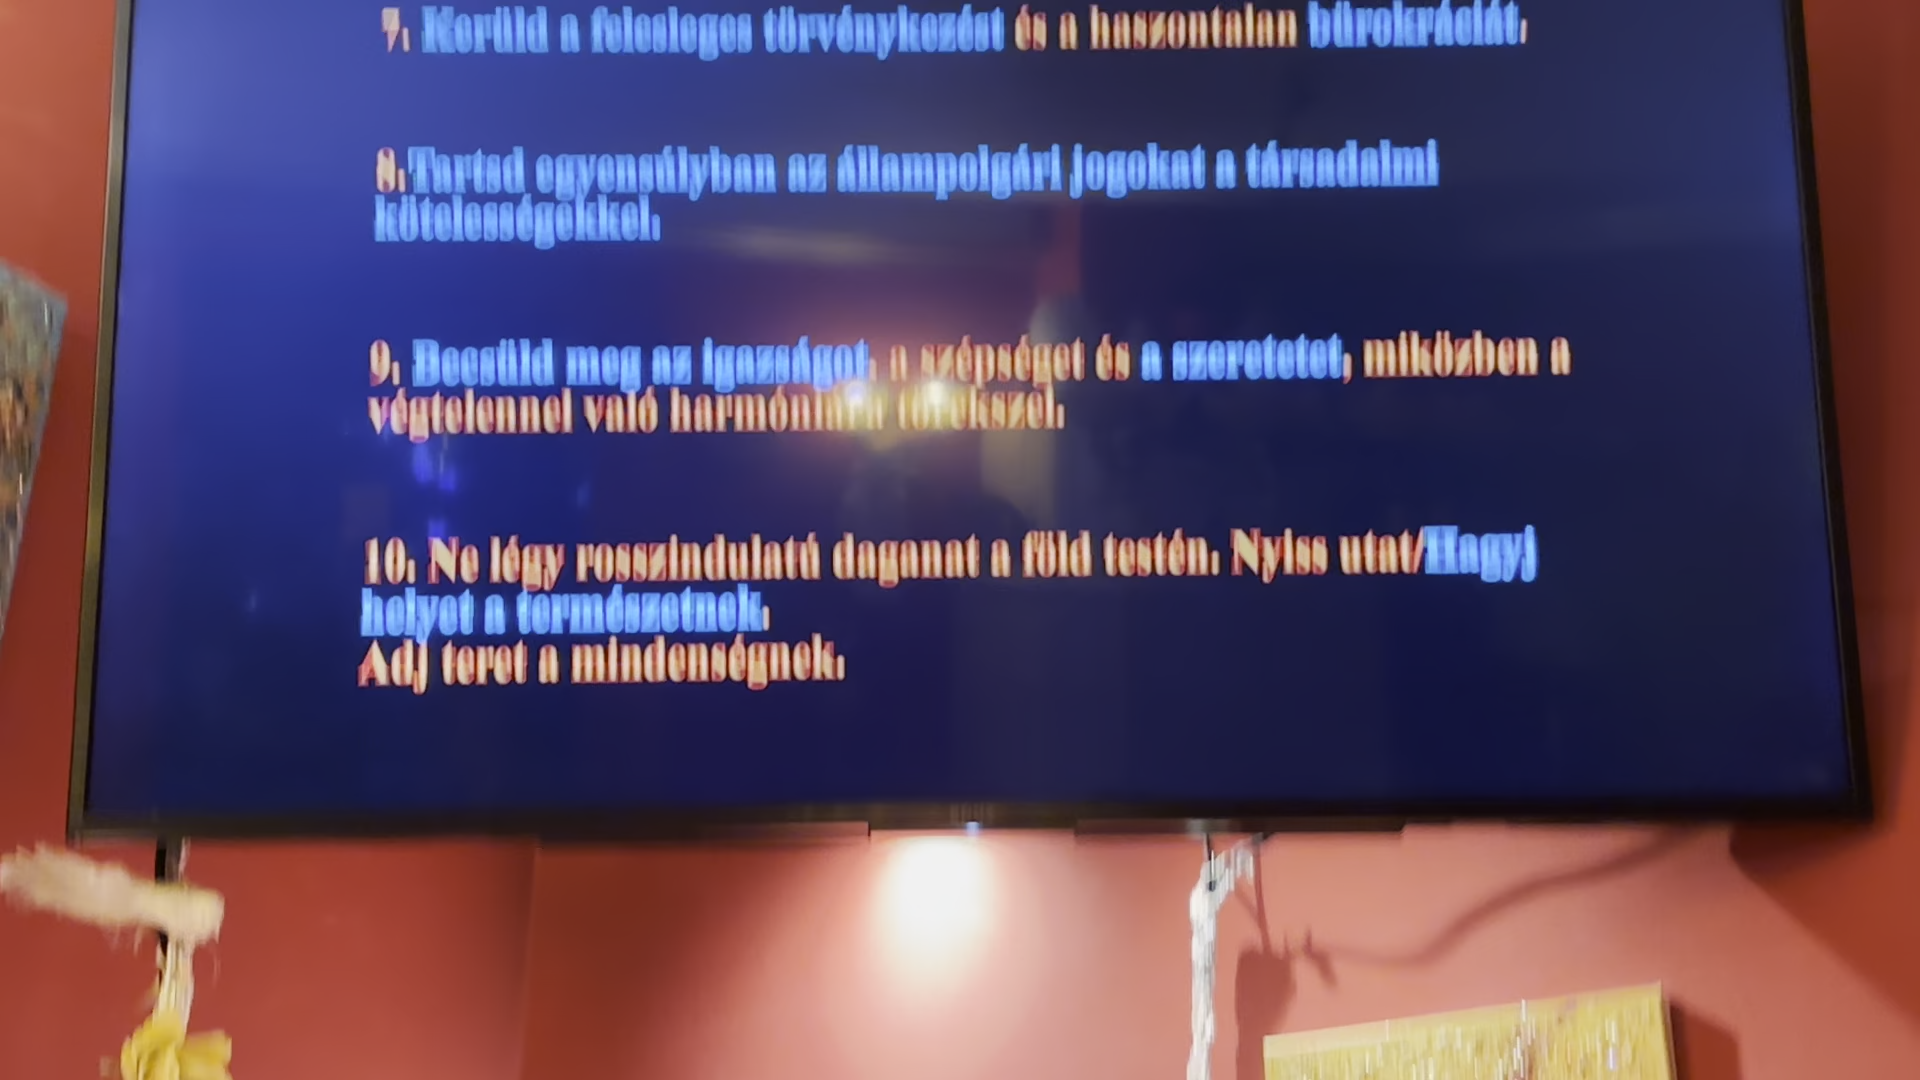 7. Kerüld a felesleges törvénykezést és a haszontalan bürokráciát.
8. Tartsd egyensúlyban az állampolgári jogokat a társadalmi
kötelességekkel.
9. Becsüld meg az igazságot, a szépséget és a szeretetet, miközben a
végtelennel való harmóniára törekszel.
10. Ne légy rosszindulatú daganat a föld testén. Nyiss utat/Hagyj
helyet a természetnek.
Adj teret a mindenségnek.